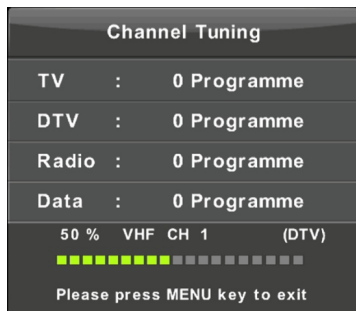 Channel Tuning
TV : 0 Programme
DTV : 0 Programme
Radio : 0 Programme
Data : 0 Programme
50 % VHF CH 1 (DTV)
Please press MENU key to exit